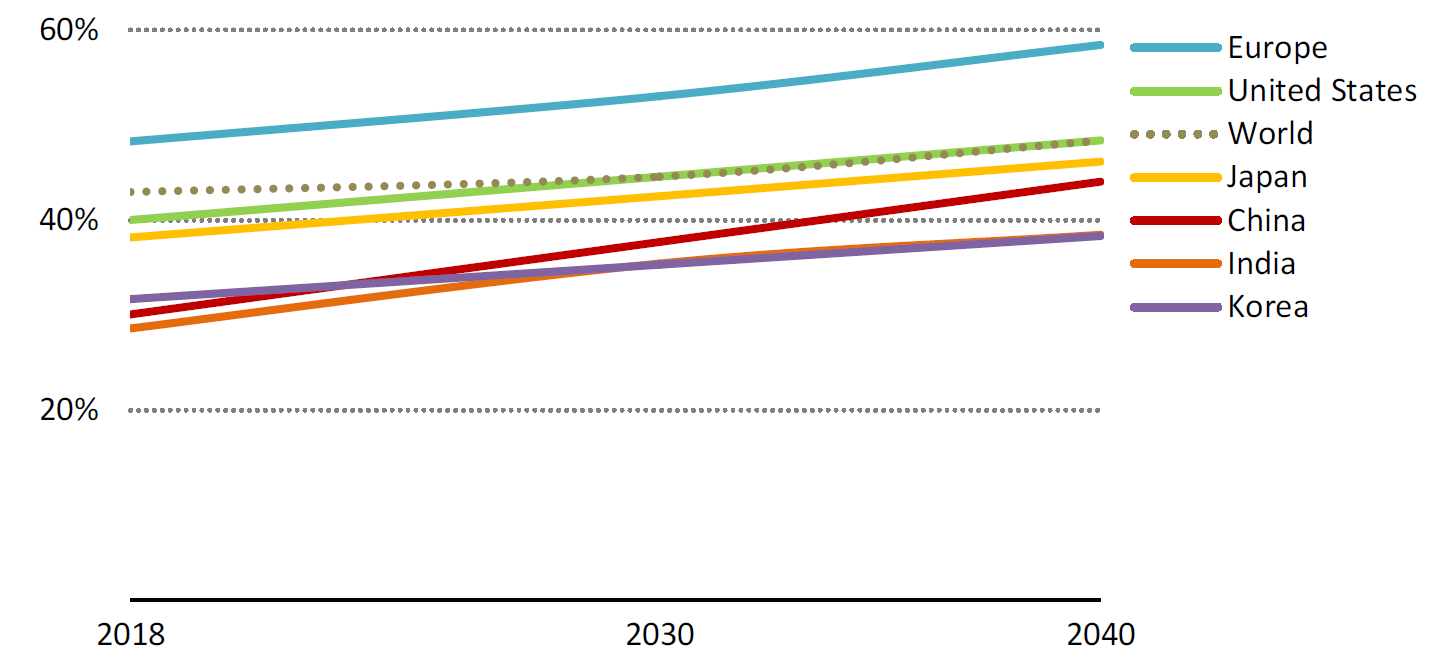 60%
40%
20%
2018
2030
2040
Europe
United States
World
Japan
China
India
Korea